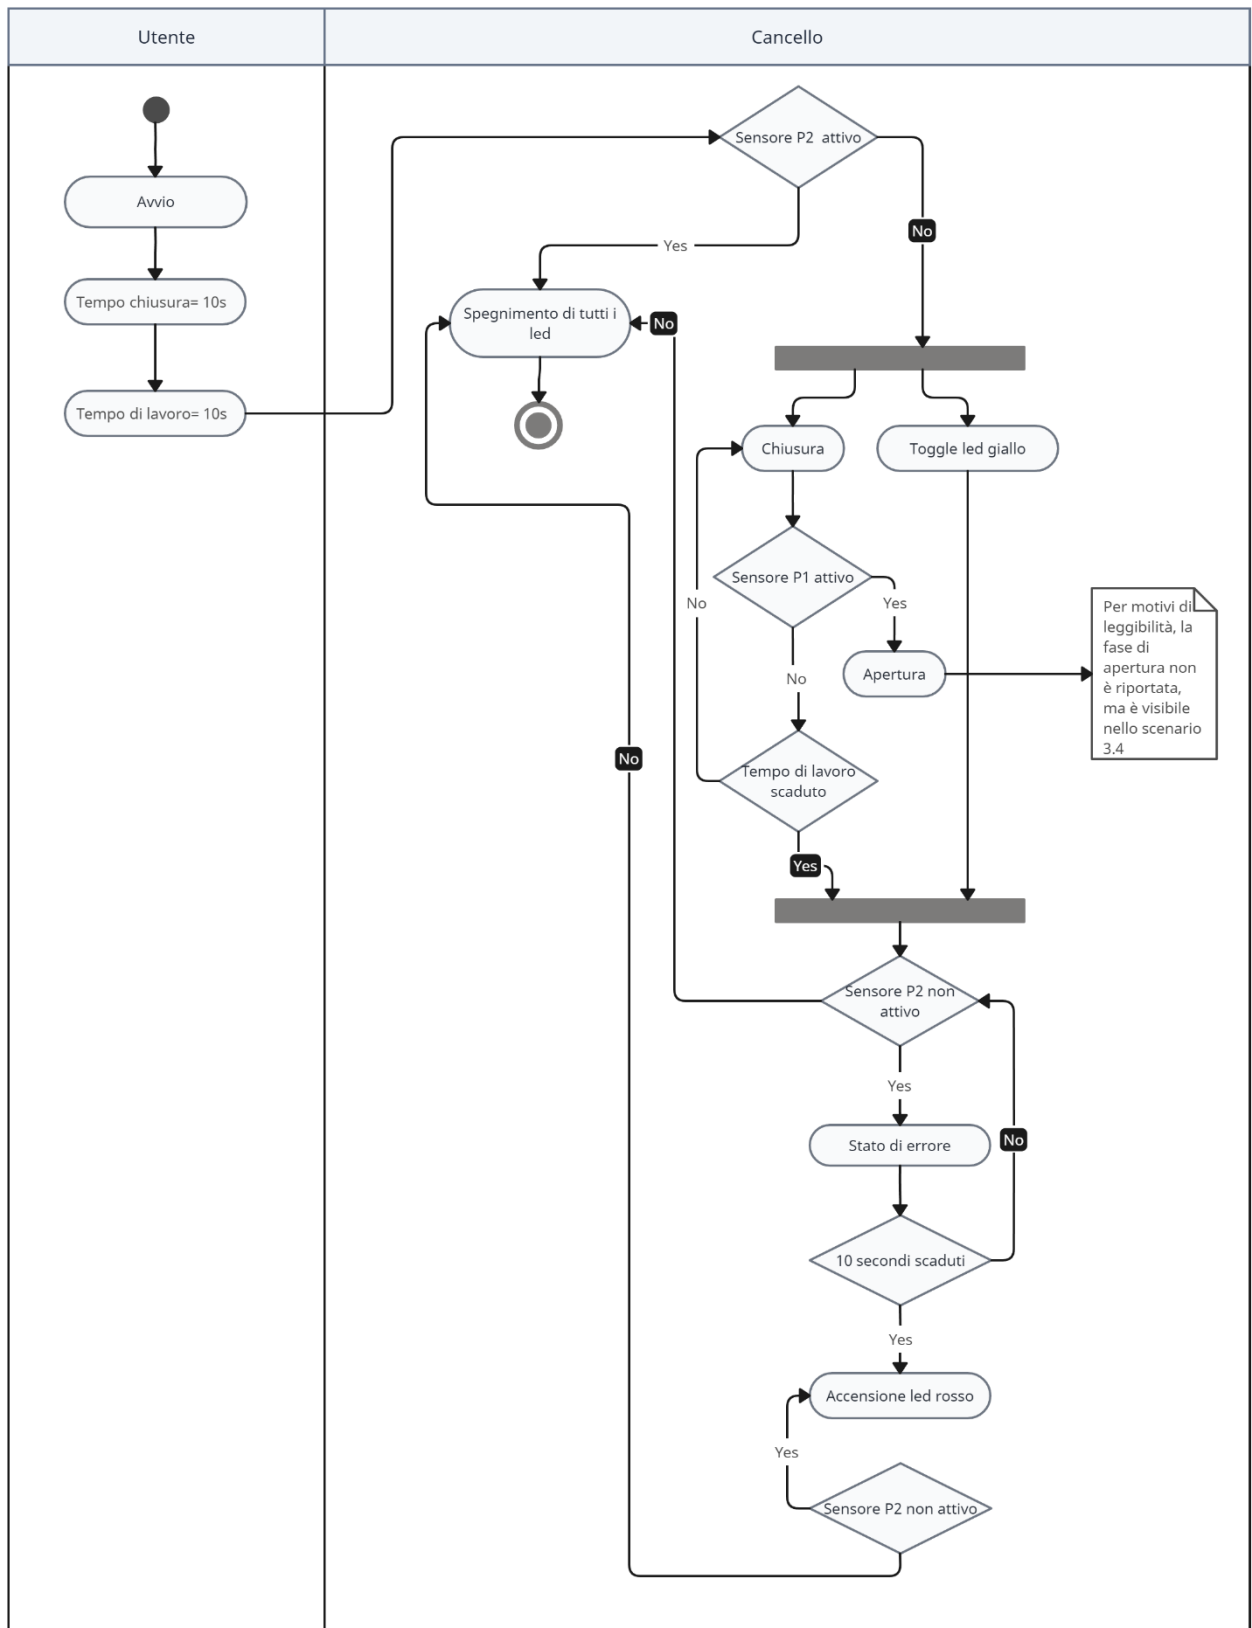 Utente
Cancello
Avvio
Tempo chiusura= 10s
Tempo di lavoro= 10s
Sensore P2 attivo
Yes
No
Spegnimento di tutti i
led
No
Chiusura
Toggle led giallo
Sensore P1 attivo
No
Yes
Apertura
Per motivi di
leggibilità, la
fase di
apertura non
è riportata,
ma è visibile
nello scenario
3.4
No
No
Tempo di lavoro
scaduto
Yes
Sensore P2 non
attivo
Yes
Stato di errore
No
10 secondi scaduti
Yes
Accensione led rosso
Yes
Sensore P2 non attivo